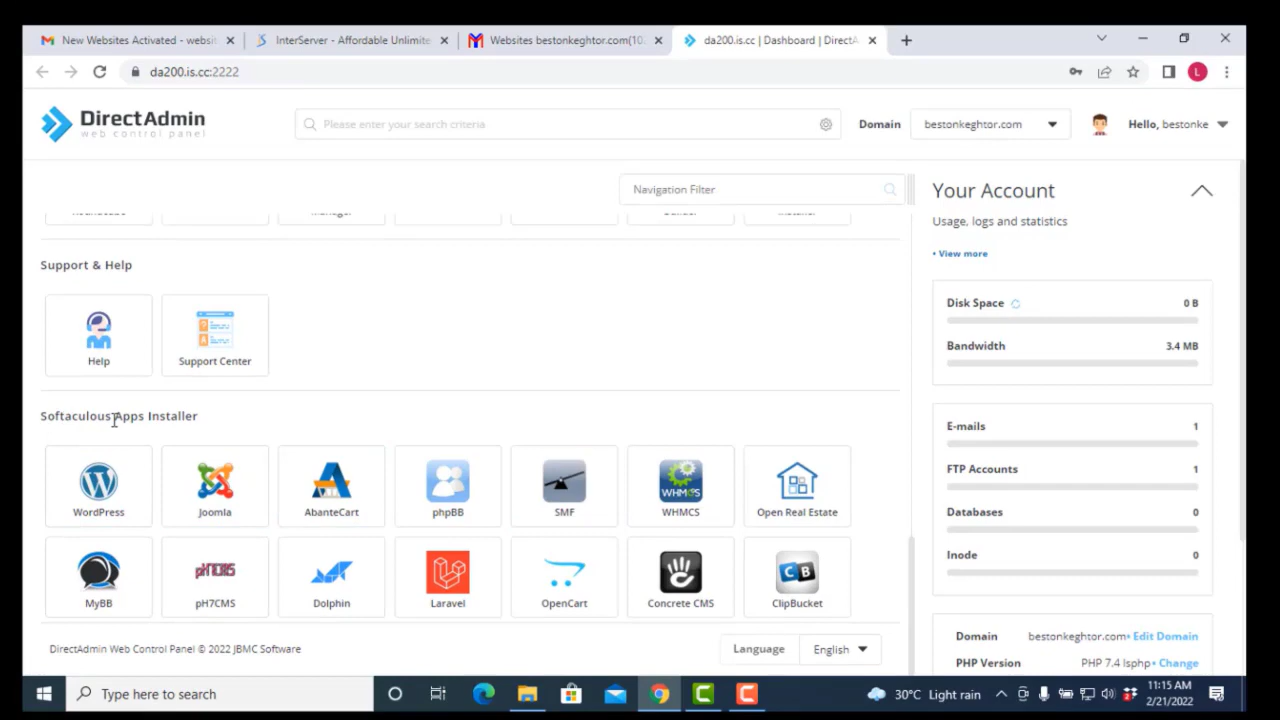 New Websites Activated - websi
InterServer - Affordable Unlimite
Websites bestonkeghtor.com(10
da200.is.cc | Dashboard | DirectA
da200.is.cc:2222
L
DirectAdmin
web control panel
Please enter your search criteria
Domain
bestonkeghtor.com
Hello, bestonke
Navigation Filter
Manager
Support & Help
Help
Support Center
Softaculous Apps Installer
WordPress
Joomla
AbanteCart
phpBB
SMF
WHMCS
WHMCS
Open Real Estate
pH7CMS
CB
MyBB
pH7CMS
Dolphin
Laravel
OpenCart
Concrete CMS
ClipBucket
DirectAdmin Web Control Panel © 2022 JBMC Software
Language
English
Your Account
Usage, logs and statistics
• View more
Disk Space 0 B
Bandwidth 3.4 MB
E-mails 1
FTP Accounts 1
Databases 0
Inode 0
Domain bestonkeghtor.com• Edit Domain
PHP Version PHP 7.4 lsphp• Change
Type here to search
30°C Light rain
11:15 AM
2/21/2022